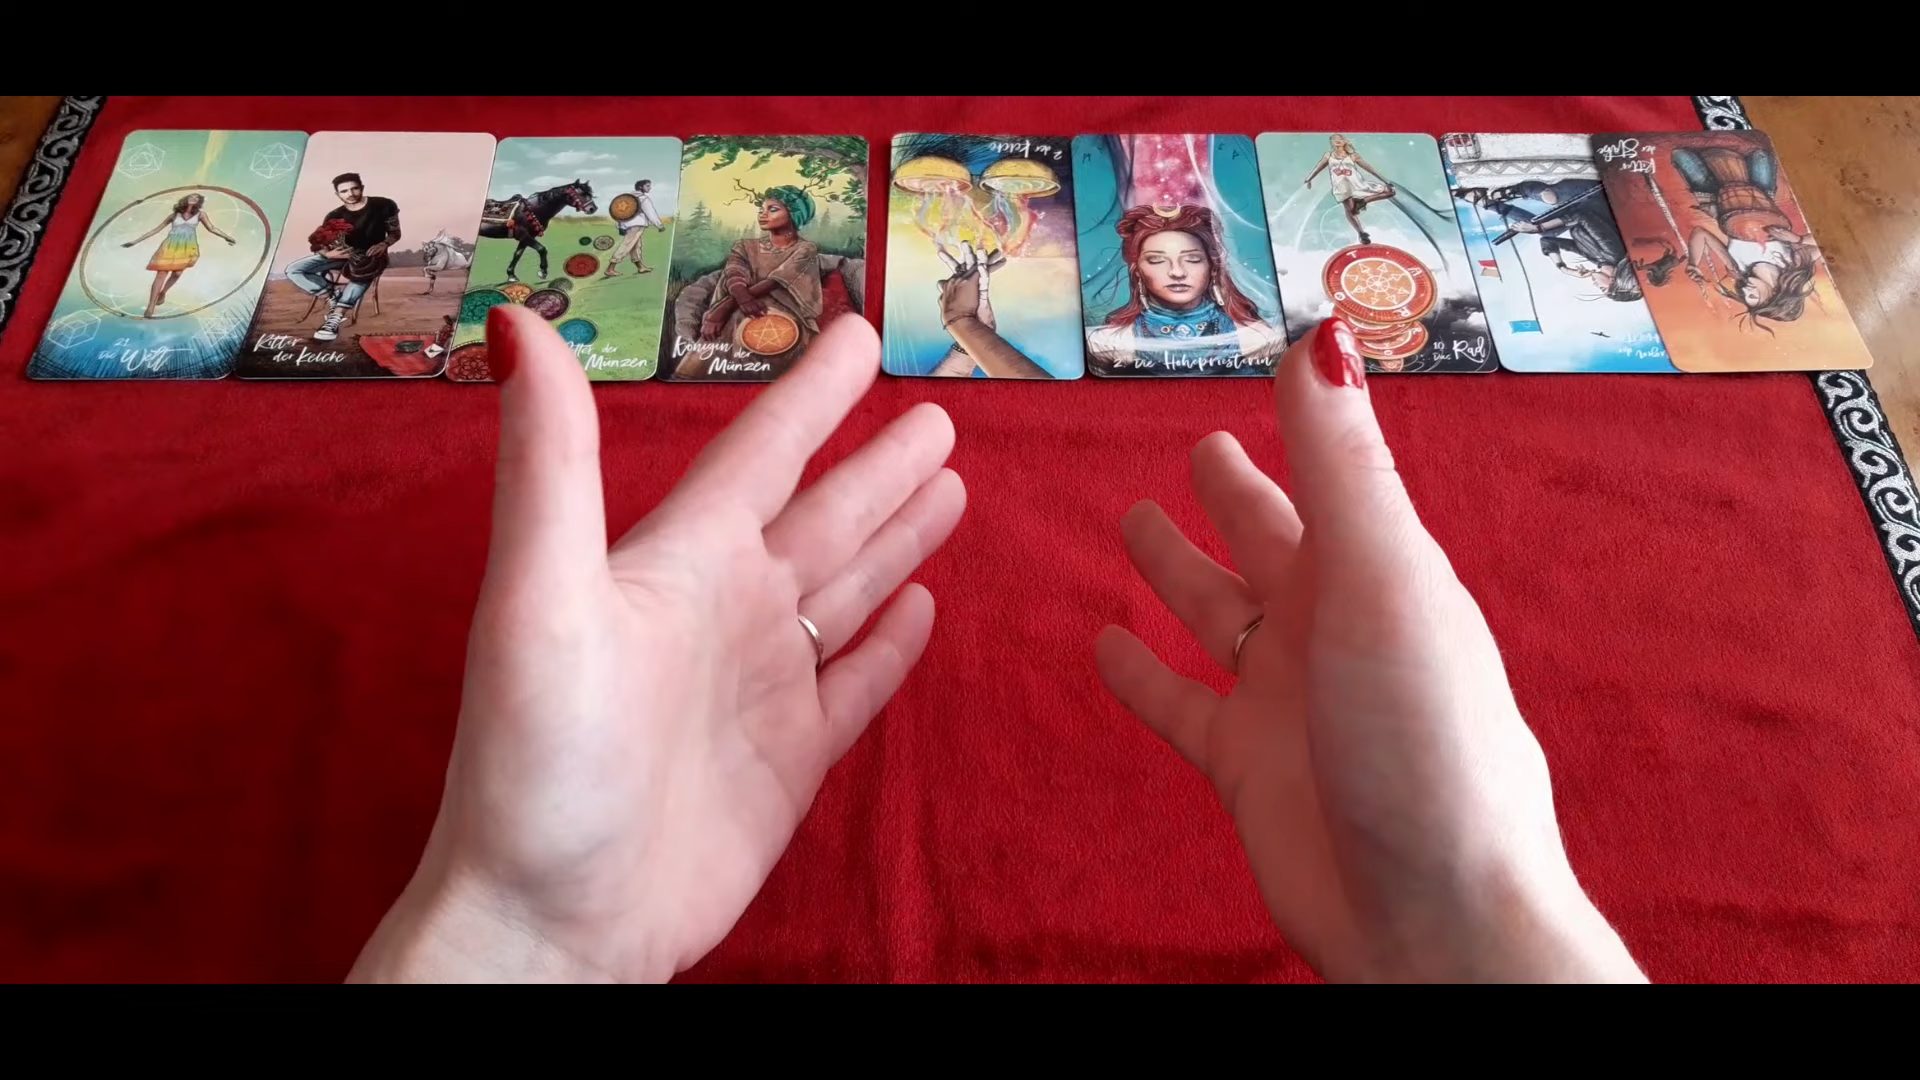 21
Die Welt
Ritter
der Kelche
der
Münzen
Königin
der
Münzen
2 der Kelche
2. Die Hohepriesterin
10
Das Rad
Ritter
der Stäbe